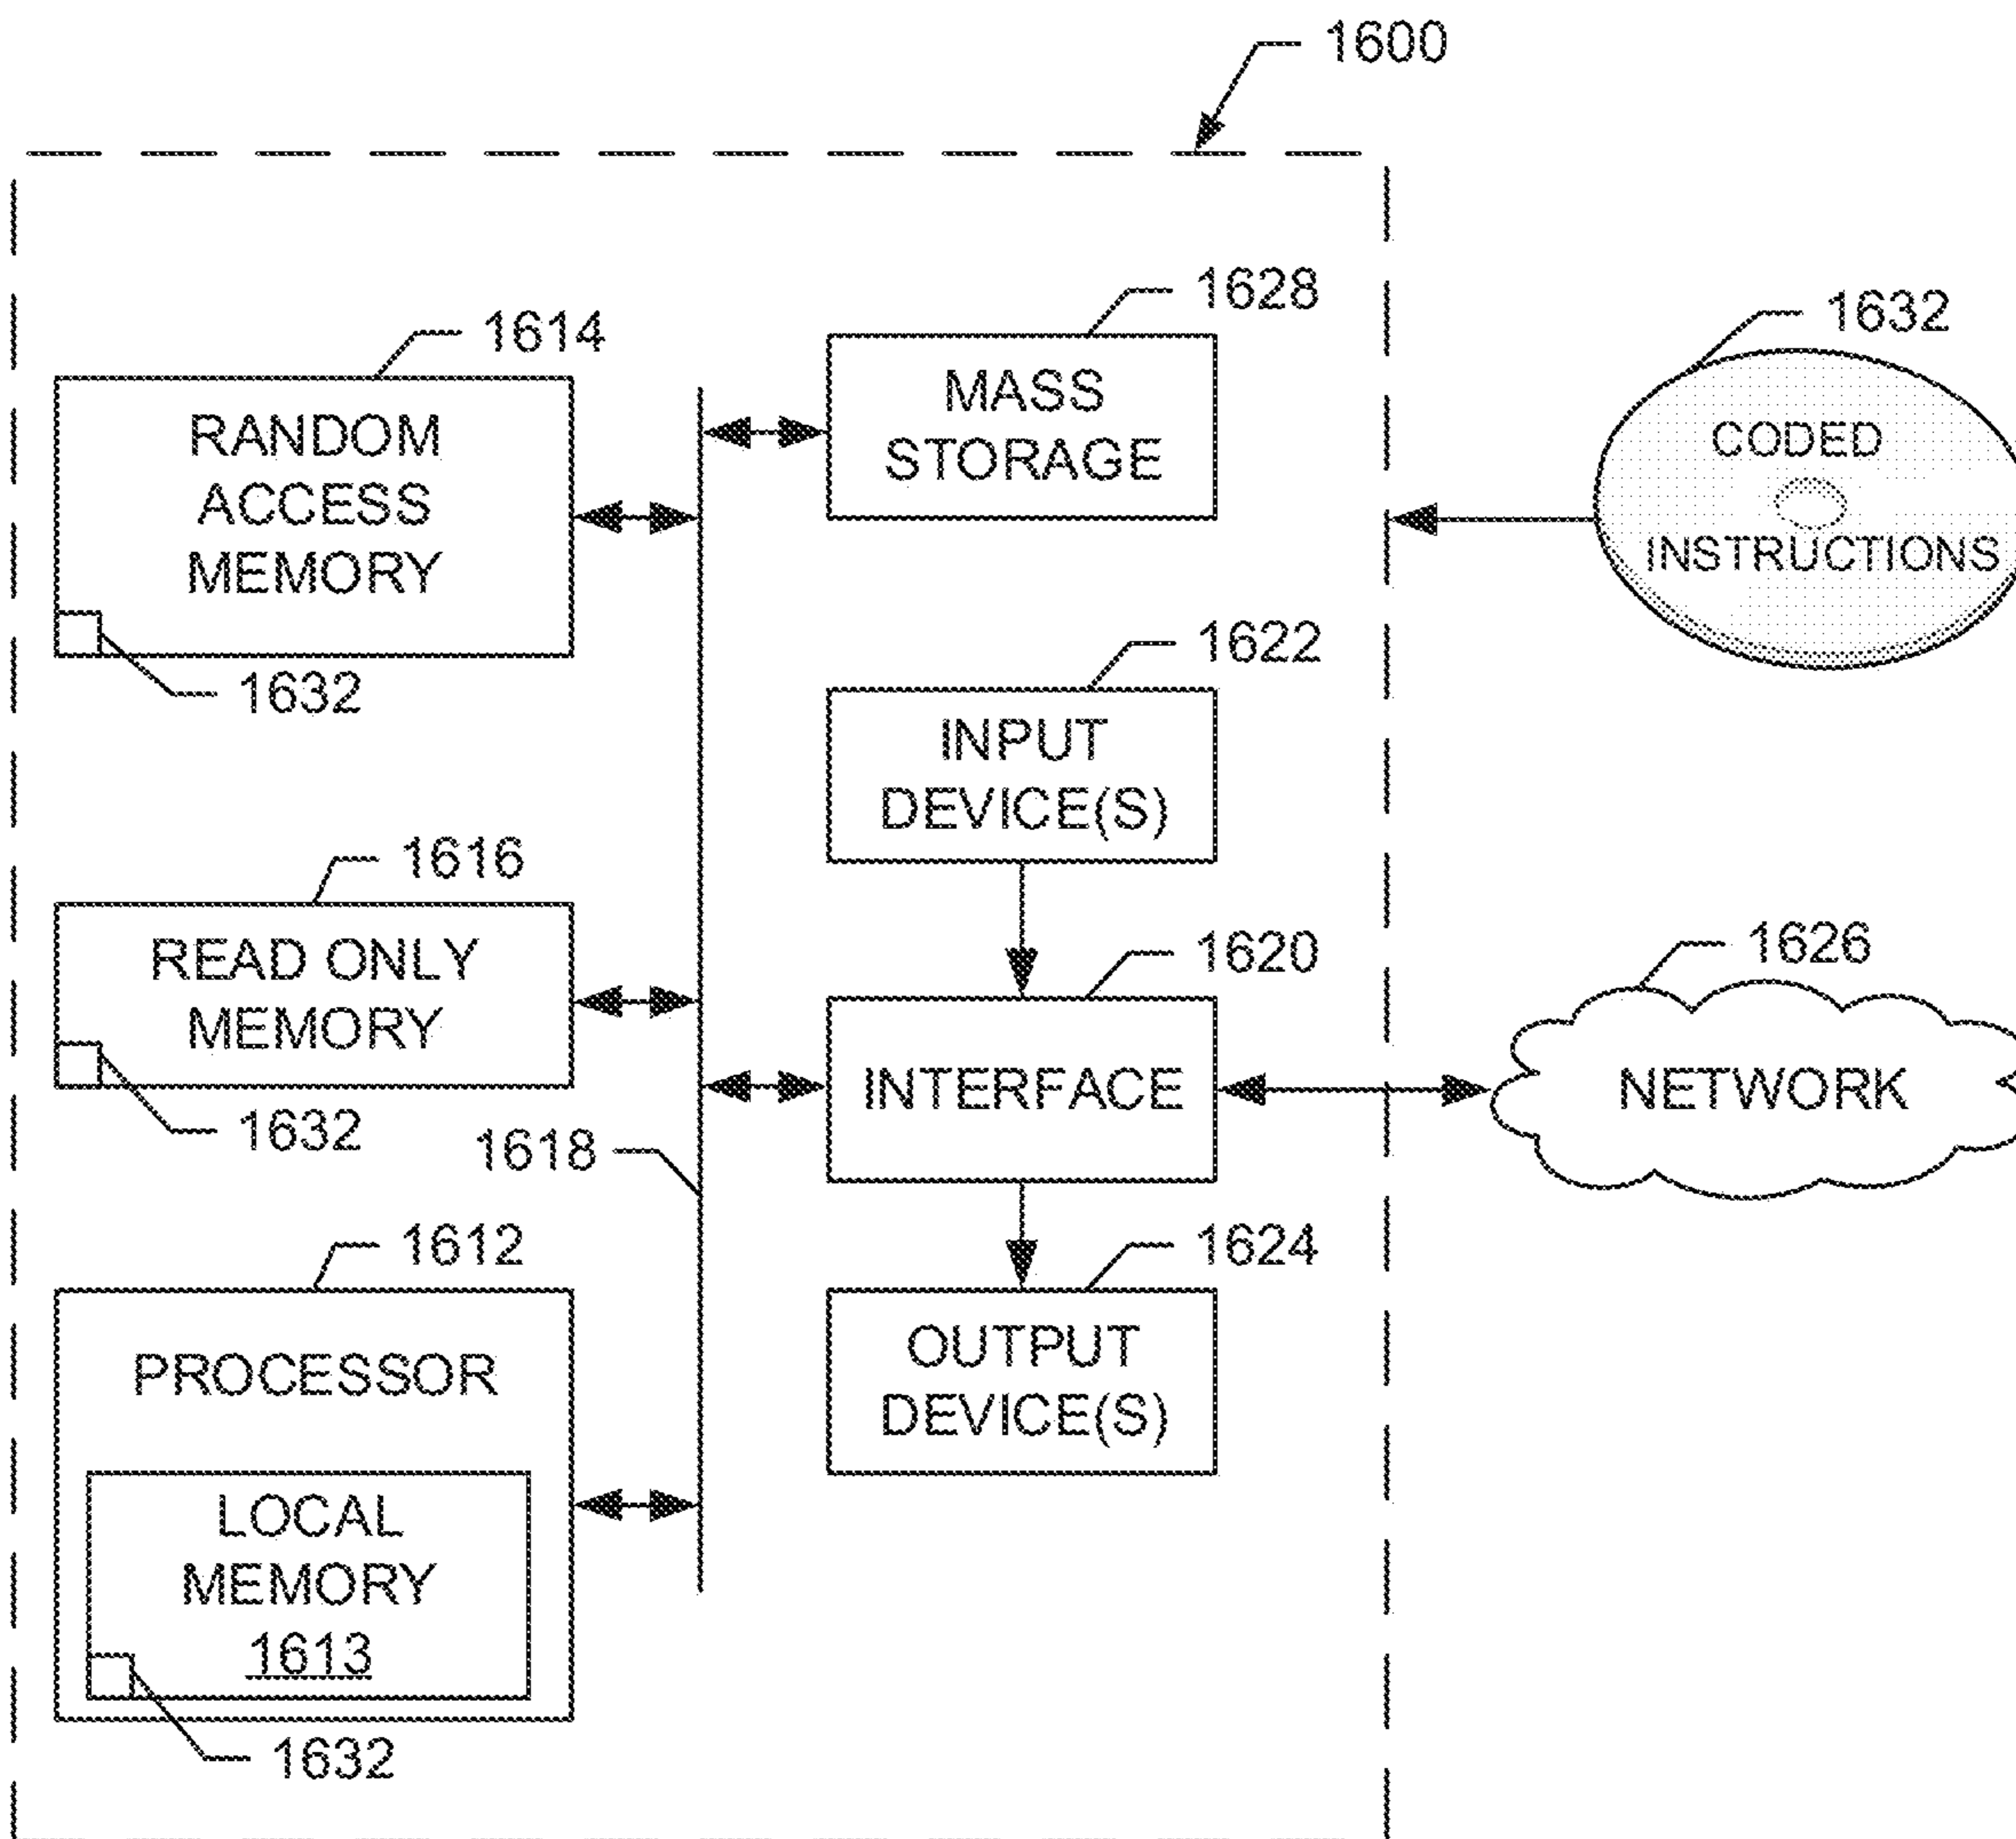 1600
1628
MASS
STORAGE
1614
RANDOM
ACCESS
MEMORY
1632
1632
CODED
INSTRUCTIONS
1622
INPUT
DEVICE(S)
1616
READ ONLY
MEMORY
1632
1620
INTERFACE
1626
NETWORK
1618
1612
PROCESSOR
LOCAL
MEMORY
1613
1632
1624
OUTPUT
DEVICE(S)